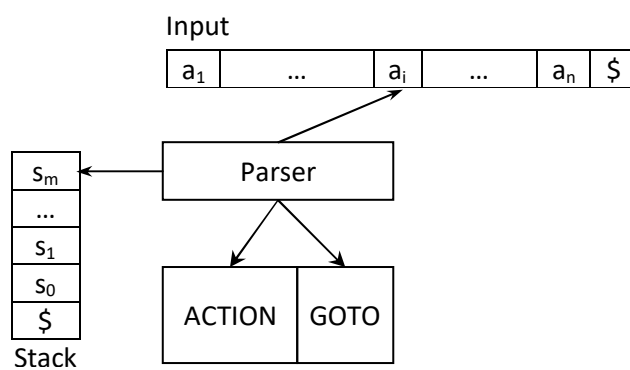 Input
a1 ... ai ... an $
Parser
sm
...
s1
s0
$
Stack
ACTION GOTO